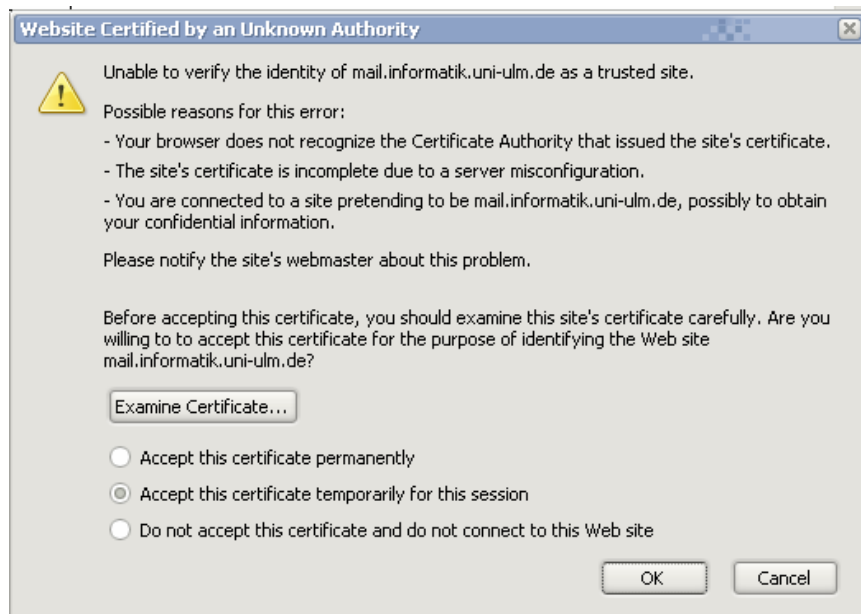 Website Certified by an Unknown Authority
Unable to verify the identity of mail.informatik.uni-ulm.de as a trusted site.
Possible reasons for this error:
- Your browser does not recognize the Certificate Authority that issued the site's certificate.
- The site's certificate is incomplete due to a server misconfiguration.
- You are connected to a site pretending to be mail.informatik.uni-ulm.de, possibly to obtain
your confidential information.
Please notify the site's webmaster about this problem.
Before accepting this certificate, you should examine this site's certificate carefully. Are you
willing to to accept this certificate for the purpose of identifying the Web site
mail.informatik.uni-ulm.de?
Examine Certificate...
Accept this certificate permanently
Accept this certificate temporarily for this session
Do not accept this certificate and do not connect to this Web site
OK Cancel